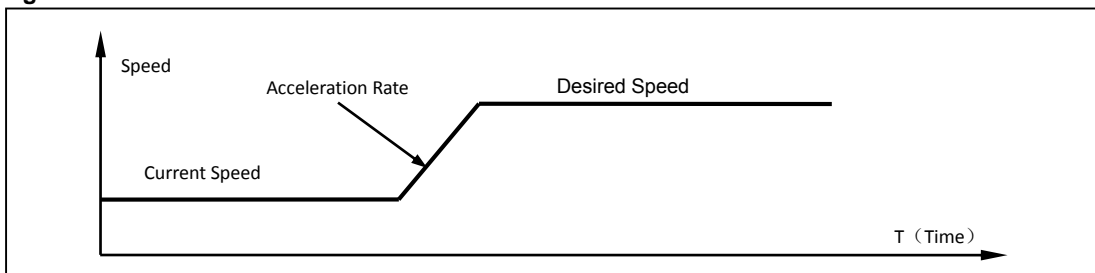 Speed
Acceleration Rate
Desired Speed
Current Speed
T（Time）